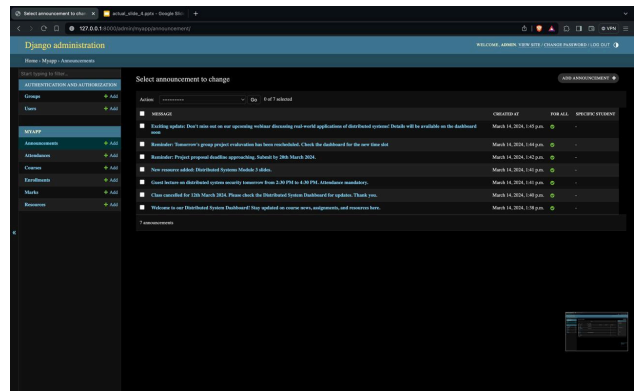 Select announcement to chan
actual_slide_4.pptx - Google Slid
127.0.0.1:8000/admin/myapp/announcement/
VPN
Django administration
WELCOME, ADMIN. VIEW SITE / CHANGE PASSWORD / LOG OUT
Home › Myapp › Announcements
Start typing to filter...
AUTHENTICATION AND AUTHORIZATION
Groups + Add
Users + Add
MYAPP
Announcements + Add
Attendances + Add
Courses + Add
Enrollments + Add
Marks + Add
Resources + Add
«
Select announcement to change
ADD ANNOUNCEMENT +
Action: --------- Go 0 of 7 selected
MESSAGE CREATED AT FOR ALL SPECIFIC STUDENT
Exciting update: Don't miss out on our upcoming webinar discussing real-world applications of distributed systems! Details will be available on the dashboard March 14, 2024, 1:45 p.m. -
soon
Reminder: Tomorrow's group project evaluation has been rescheduled. Check the dashboard for the new time slot March 14, 2024, 1:44 p.m. -
Reminder: Project proposal deadline approaching. Submit by 20th March 2024. March 14, 2024, 1:42 p.m. -
New resource added: Distributed Systems Module 3 slides. March 14, 2024, 1:41 p.m. -
Guest lecture on distributed system security tomorrow from 2:30 PM to 4:30 PM. Attendance mandatory. March 14, 2024, 1:41 p.m. -
Class cancelled for 12th March 2024. Please check the Distributed System Dashboard for updates. Thank you. March 14, 2024, 1:40 p.m. -
Welcome to our Distributed System Dashboard! Stay updated on course news, assignments, and resources here. March 14, 2024, 1:38 p.m. -
7 announcements